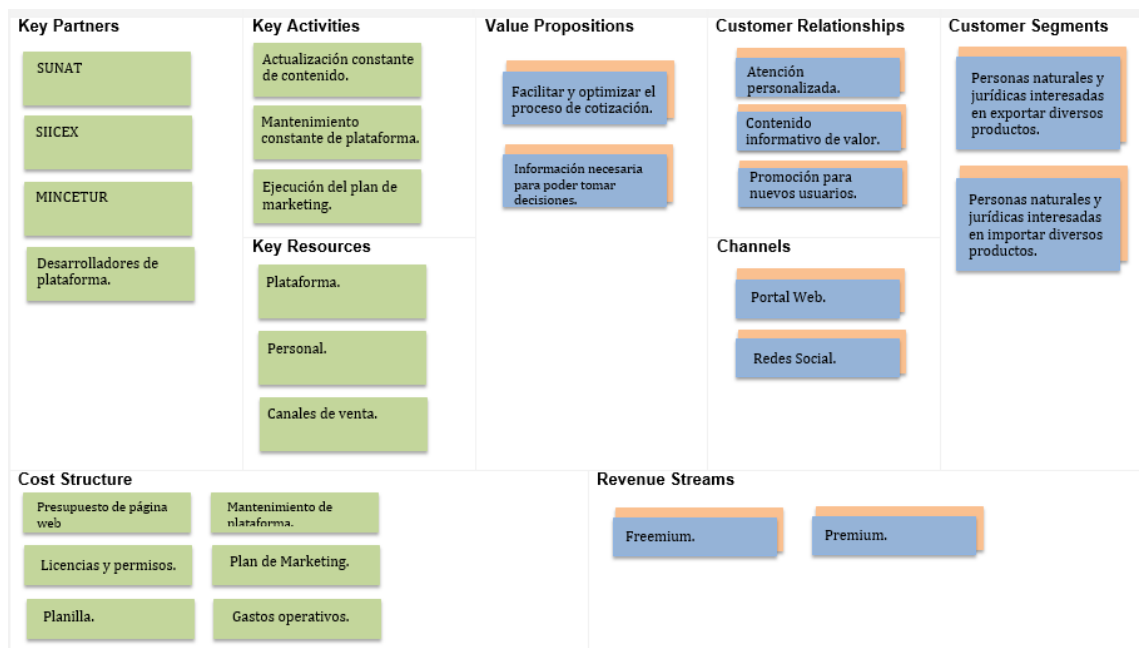 Key Partners
SUNAT
SIICEX
MINCETUR
Desarrolladores de
plataforma.
Key Activities
Actualización constante
de contenido.
Mantenimiento
constante de plataforma.
Ejecución del plan de
marketing.
Key Resources
Plataforma.
Personal.
Canales de venta.
Value Propositions
Facilitar y optimizar el
proceso de cotización.
Información necesaria
para poder tomar
decisiones.
Customer Relationships
Atención
personalizada.
Contenido
informativo de valor.
Promoción para
nuevos usuarios.
Channels
Portal Web.
Redes Social.
Customer Segments
Personas naturales y
jurídicas interesadas
en exportar diversos
productos.
Personas naturales y
jurídicas interesadas
en importar diversos
productos.
Cost Structure
Presupuesto de página
web
Mantenimiento de
plataforma.
Licencias y permisos.
Plan de Marketing.
Planilla.
Gastos operativos.
Revenue Streams
Freemium.
Premium.